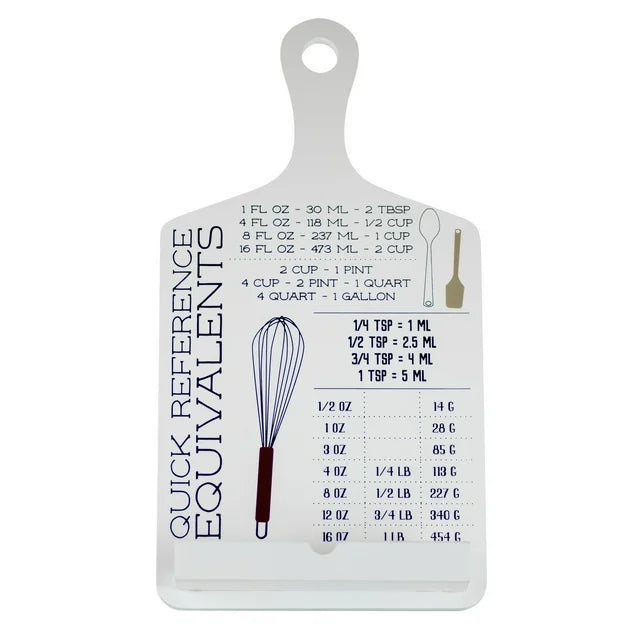 QUICK REFERENCE
EQUIVALENTS
1 FL OZ - 30 ML - 2 TBSP
4 FL OZ - 118 ML - 1/2 CUP
8 FL OZ - 237 ML - 1 CUP
16 FL OZ - 473 ML - 2 CUP
2 CUP - 1 PINT
4 CUP - 2 PINT - 1 QUART
4 QUART - 1 GALLON
1/4 TSP = 1 ML
1/2 TSP = 2.5 ML
3/4 TSP = 4 ML
1 TSP = 5 ML
1/2 OZ 14 G
1 OZ 28 G
3 OZ 85 G
4 OZ 1/4 LB 113 G
8 OZ 1/2 LB 227 G
12 OZ 3/4 LB 340 G
16 OZ 1 LB 454 G